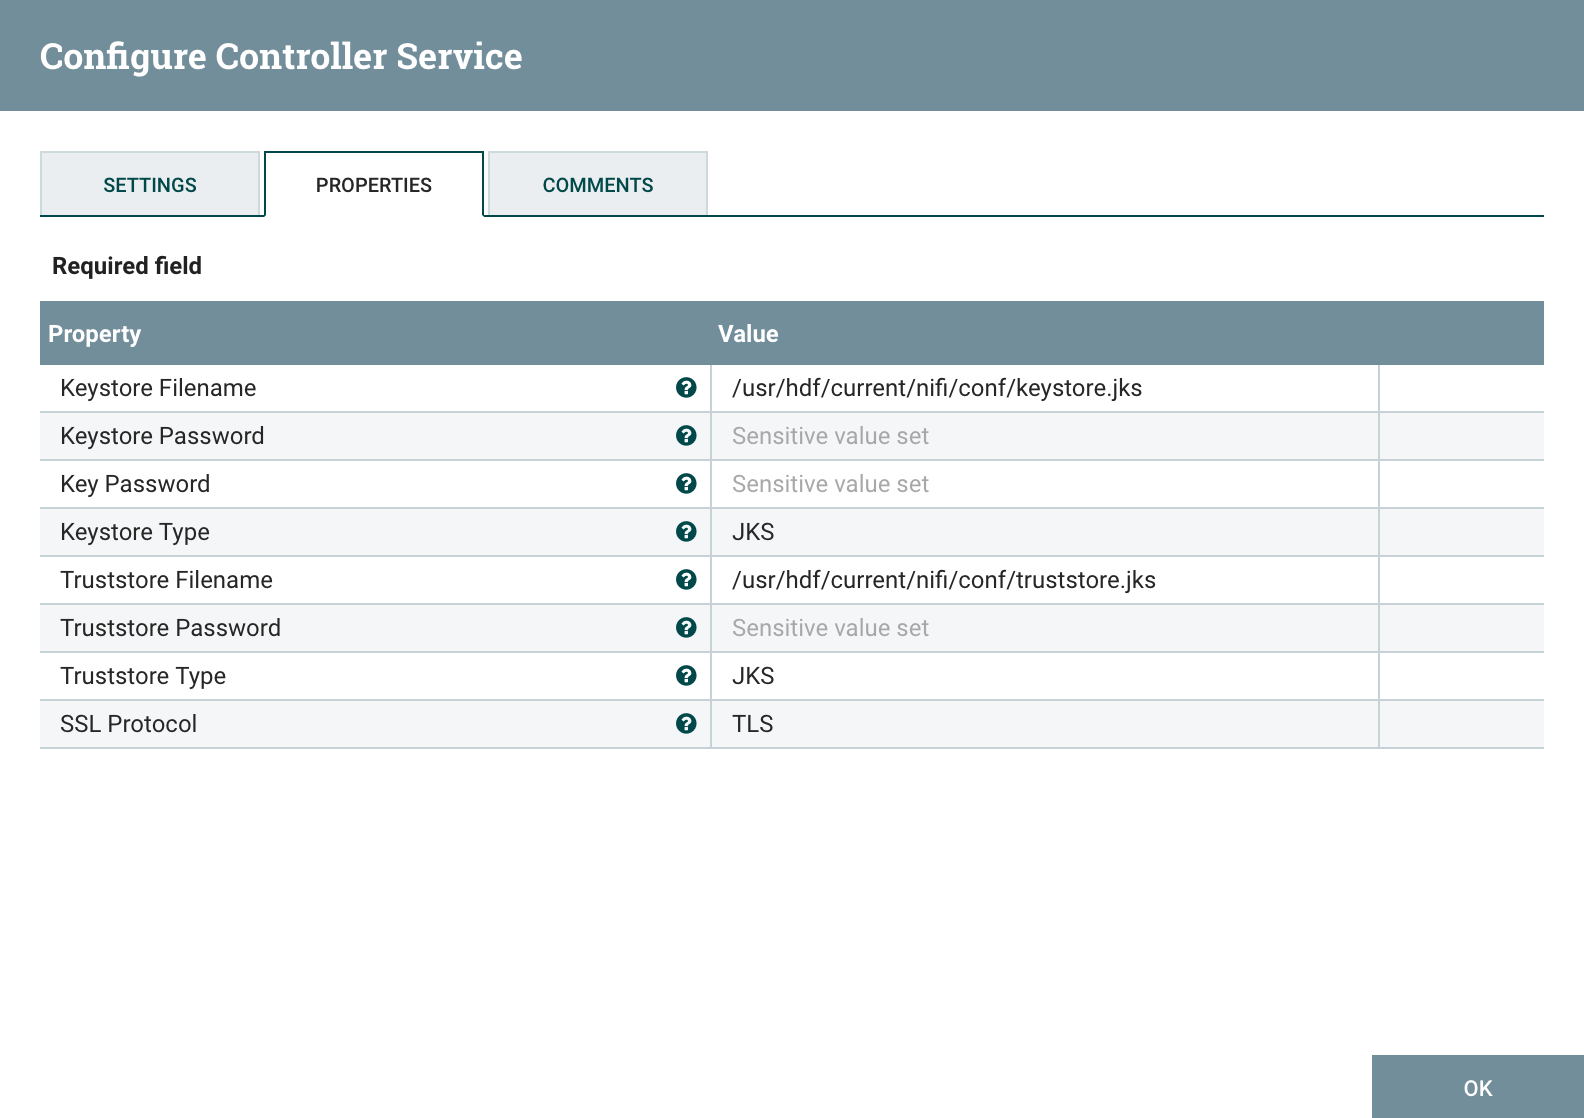 Configure Controller Service
SETTINGS
PROPERTIES
COMMENTS
Required field
Property Value
Keystore Filename ? /usr/hdf/current/nifi/conf/keystore.jks
Keystore Password ? Sensitive value set
Key Password ? Sensitive value set
Keystore Type ? JKS
Truststore Filename ? /usr/hdf/current/nifi/conf/truststore.jks
Truststore Password ? Sensitive value set
Truststore Type ? JKS
SSL Protocol ? TLS
OK